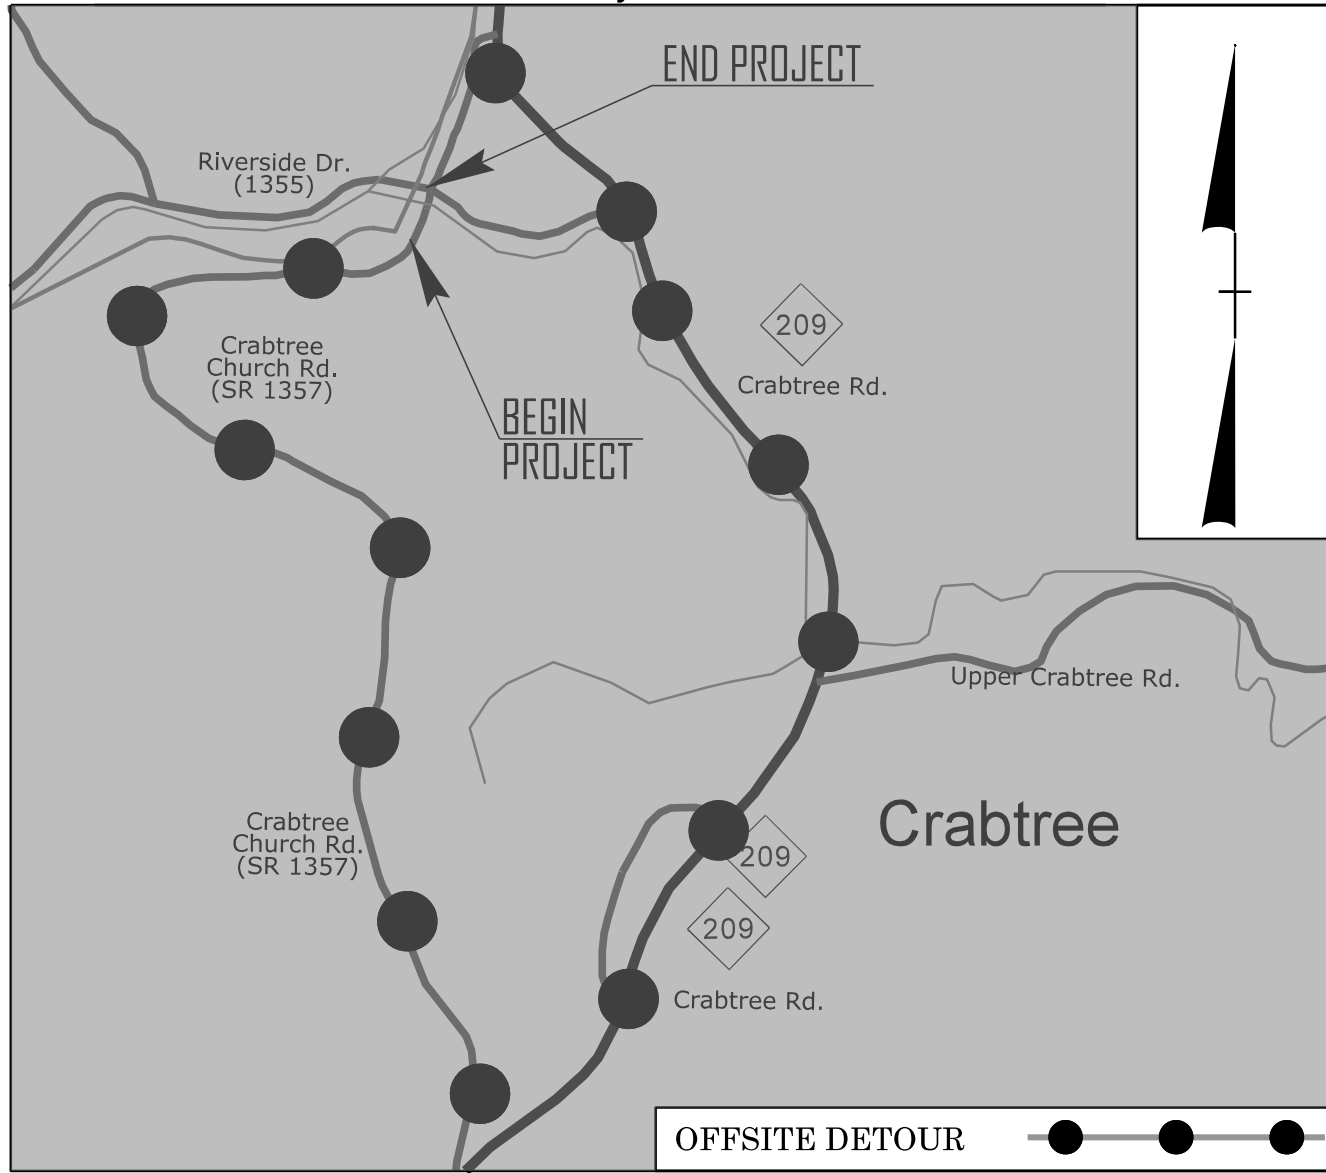 END PROJECT
Riverside Dr.
(1355)
209
Crabtree
Church Rd.
(SR 1357)
Crabtree Rd.
BEGIN
PROJECT
Upper Crabtree Rd.
Crabtree
Crabtree
Church Rd.
(SR 1357)
209
209
Crabtree Rd.
OFFSITE DETOUR